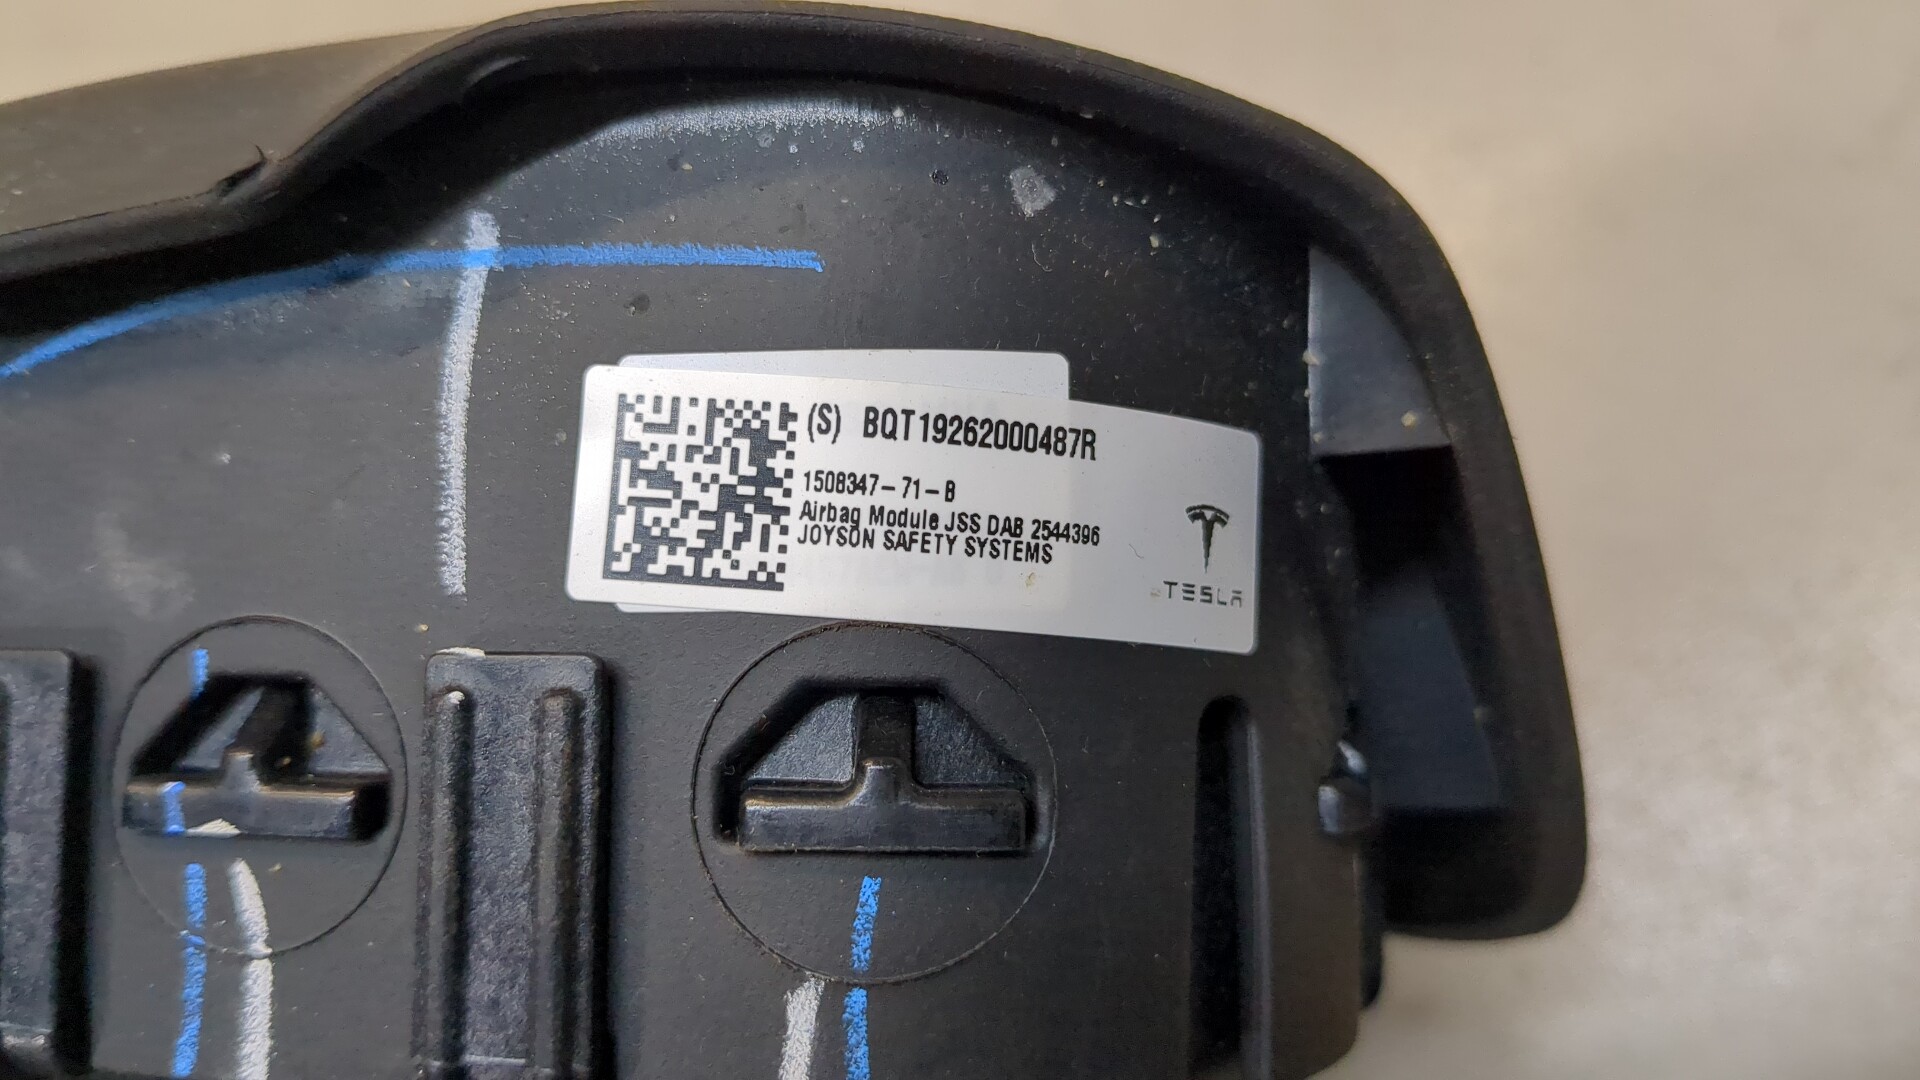 (S) BQT19262000487R
1508347-71-B
Airbag Module JSS DAB 2544396
JOYSON SAFETY SYSTEMS
TESLA